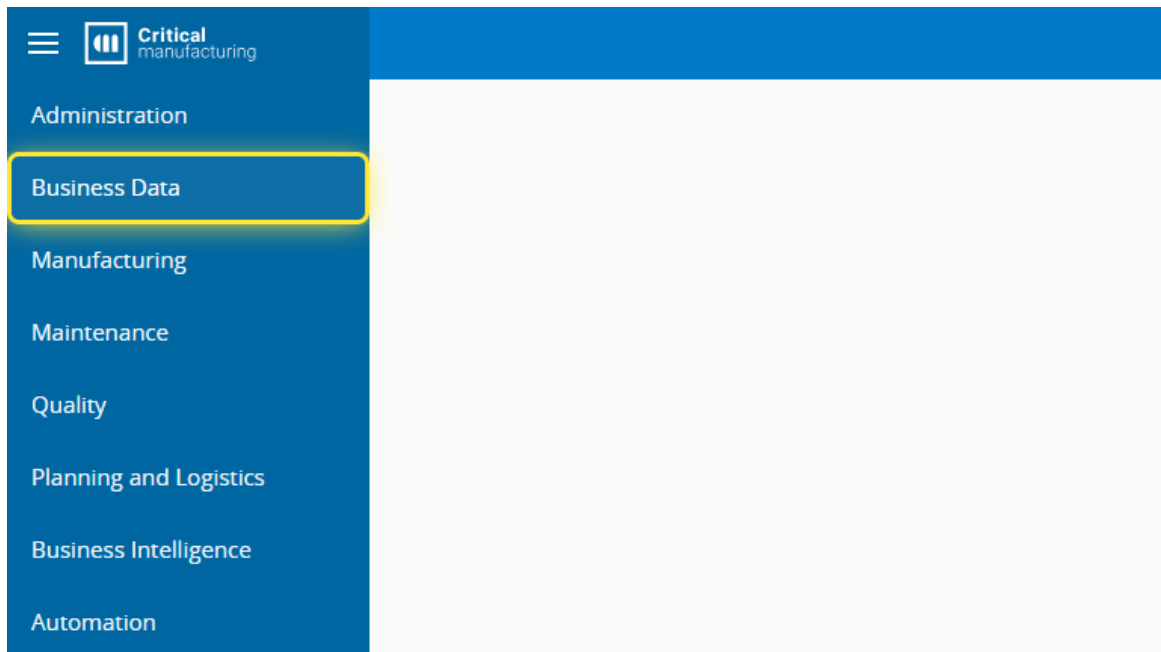 Critical
manufacturing
Administration
Business Data
Manufacturing
Maintenance
Quality
Planning and Logistics
Business Intelligence
Automation